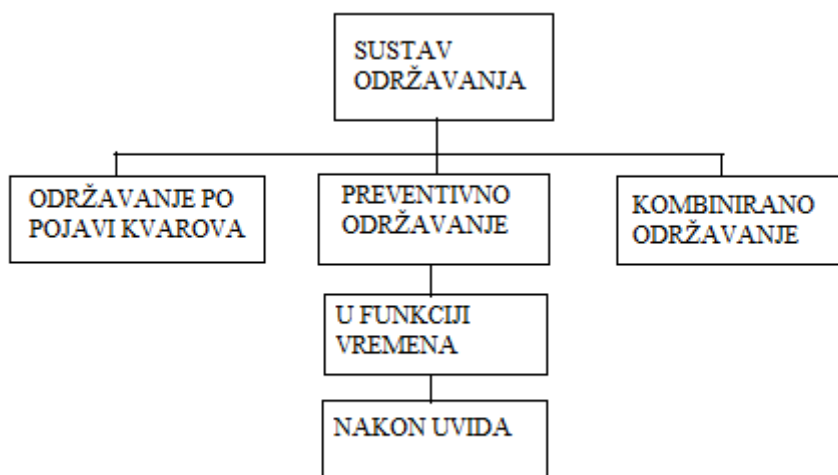 SUSTAV
ODRŽAVANJA
ODRŽAVANJE PO
POJAVI KVAROVA
PREVENTIVNO
ODRŽAVANJE
KOMBINIRANO
ODRŽAVANJE
U FUNKCIJI
VREMENA
NAKON UVIDA